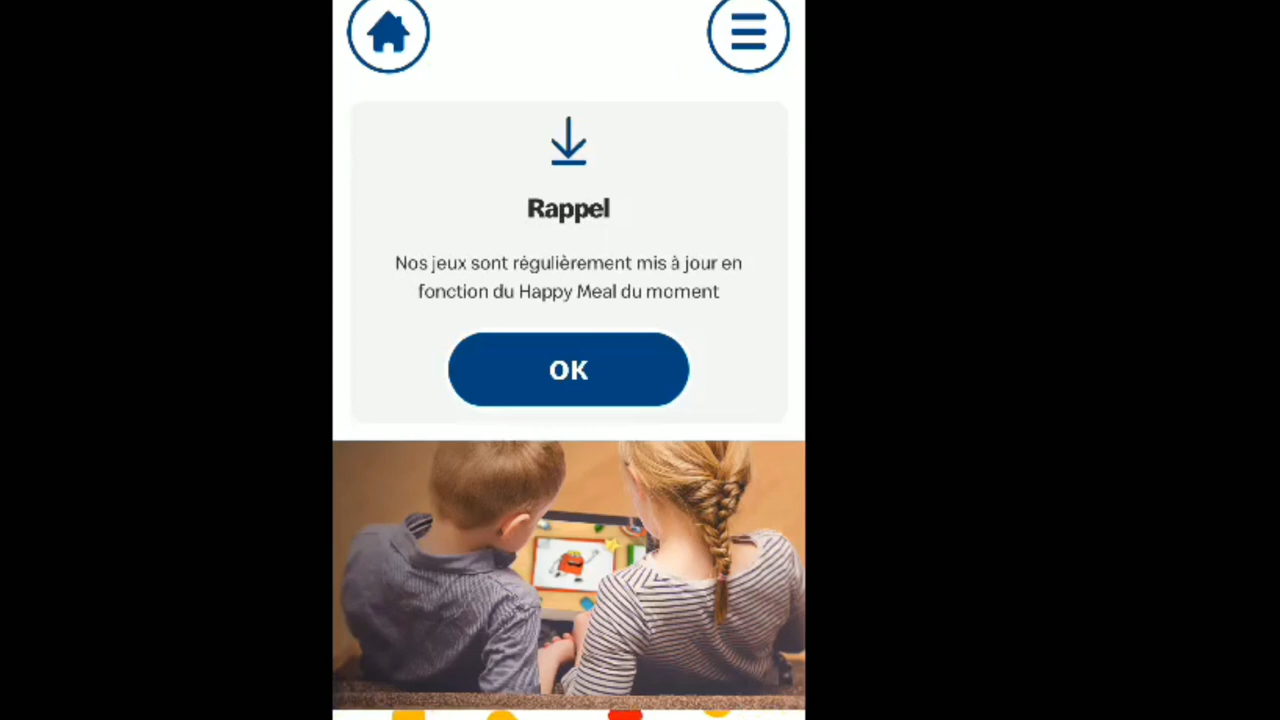 Rappel
Nos jeux sont régulièrement mis à jour en
fonction du Happy Meal du moment
OK